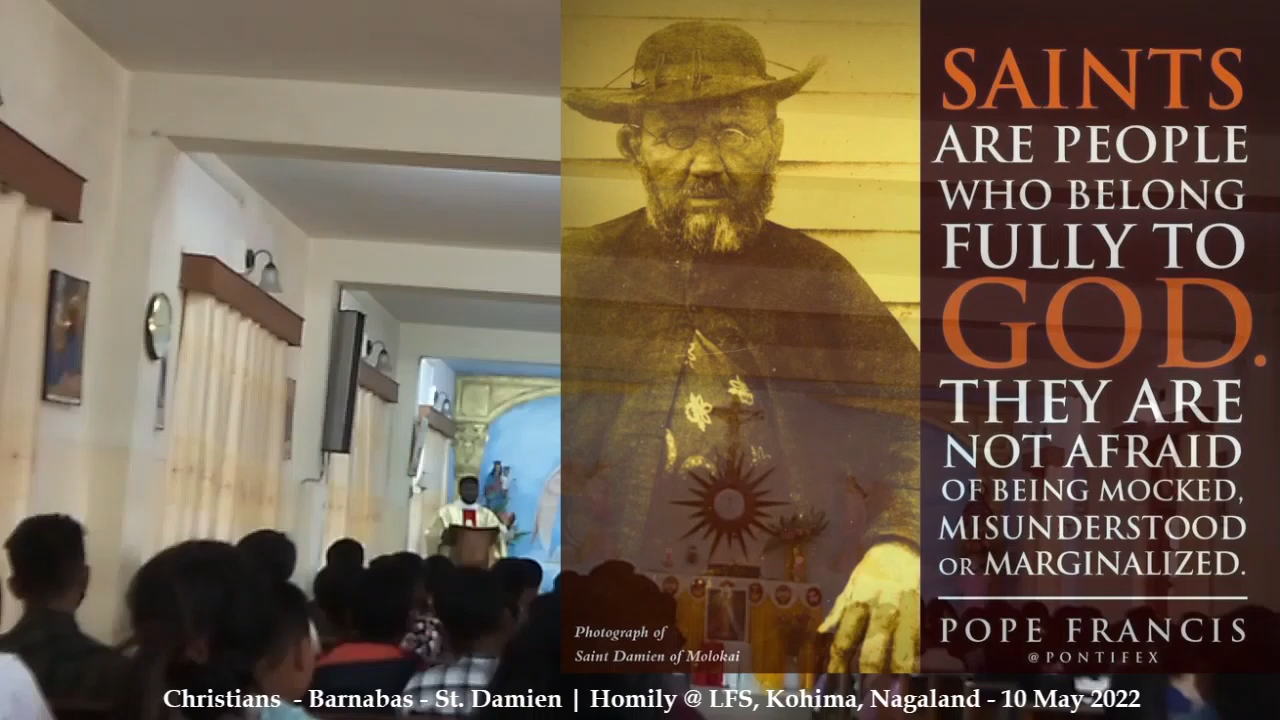 SAINTS
ARE PEOPLE
WHO BELONG
FULLY TO
GOD.
THEY ARE
NOT AFRAID
OF BEING MOCKED,
MISUNDERSTOOD
OR MARGINALIZED.
POPE FRANCIS
@PONTIFEX
Photograph of
Saint Damien of Molokai
Christians - Barnabas - St. Damien | Homily @ LFS, Kohima, Nagaland - 10 May 2022